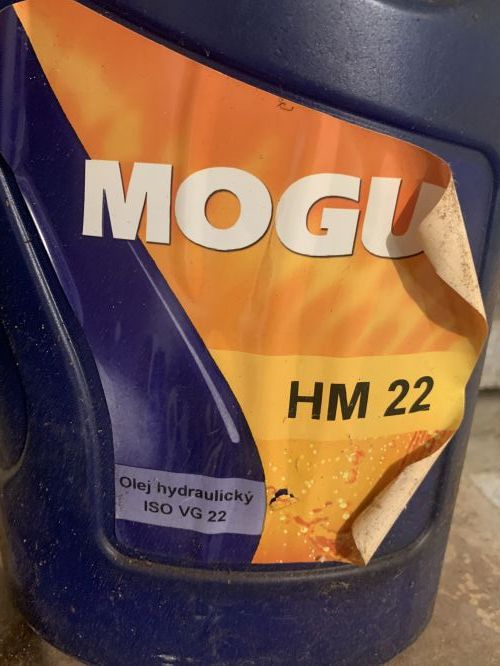 MOGU
HM 22
Olej hydraulický
ISO VG 22